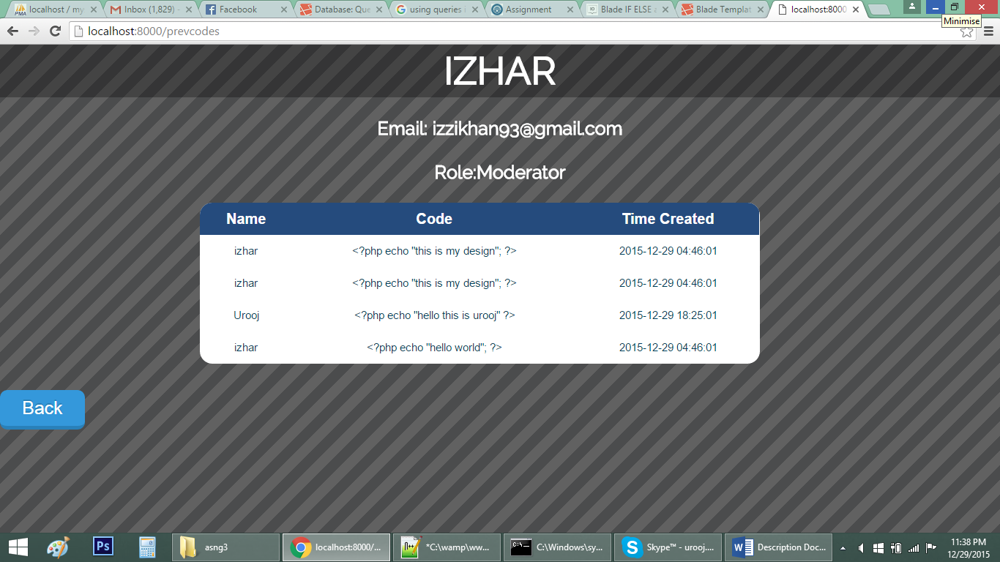 localhost / my
Inbox (1,829) -
Facebook
Database: Que
using queries i
Assignment
Blade IF ELSE a
Blade Templat
localhost:8000
Minimise
localhost:8000/prevcodes
IZHAR
Email: izzikhan93@gmail.com
Role:Moderator
Name Code Time Created
izhar <?php echo "this is my design"; ?> 2015-12-29 04:46:01
izhar <?php echo "this is my design"; ?> 2015-12-29 04:46:01
Urooj <?php echo "hello this is urooj" ?> 2015-12-29 18:25:01
izhar <?php echo "hello world"; ?> 2015-12-29 04:46:01
Back
Ps
asng3
localhost:8000/...
*C:\wamp\ww...
C:\Windows\sy...
Skype™ - urooj....
Description Doc...
11:38 PM
12/29/2015